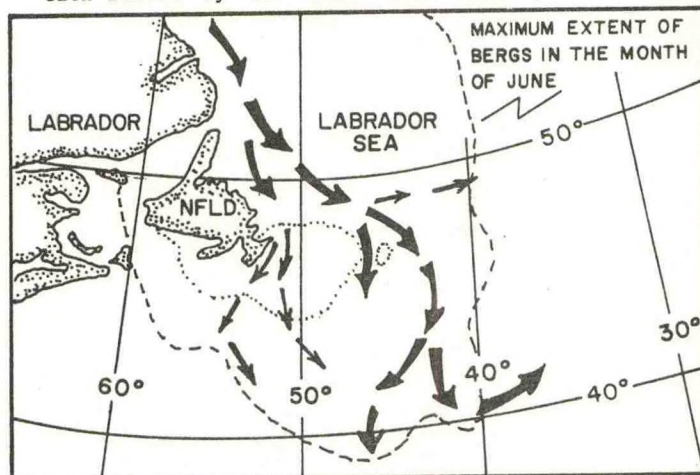 MAXIMUM EXTENT OF
BERGS IN THE MONTH
OF JUNE
LABRADOR
LABRADOR
SEA
50°
NFLD
30°
60°
50°
40°
40°